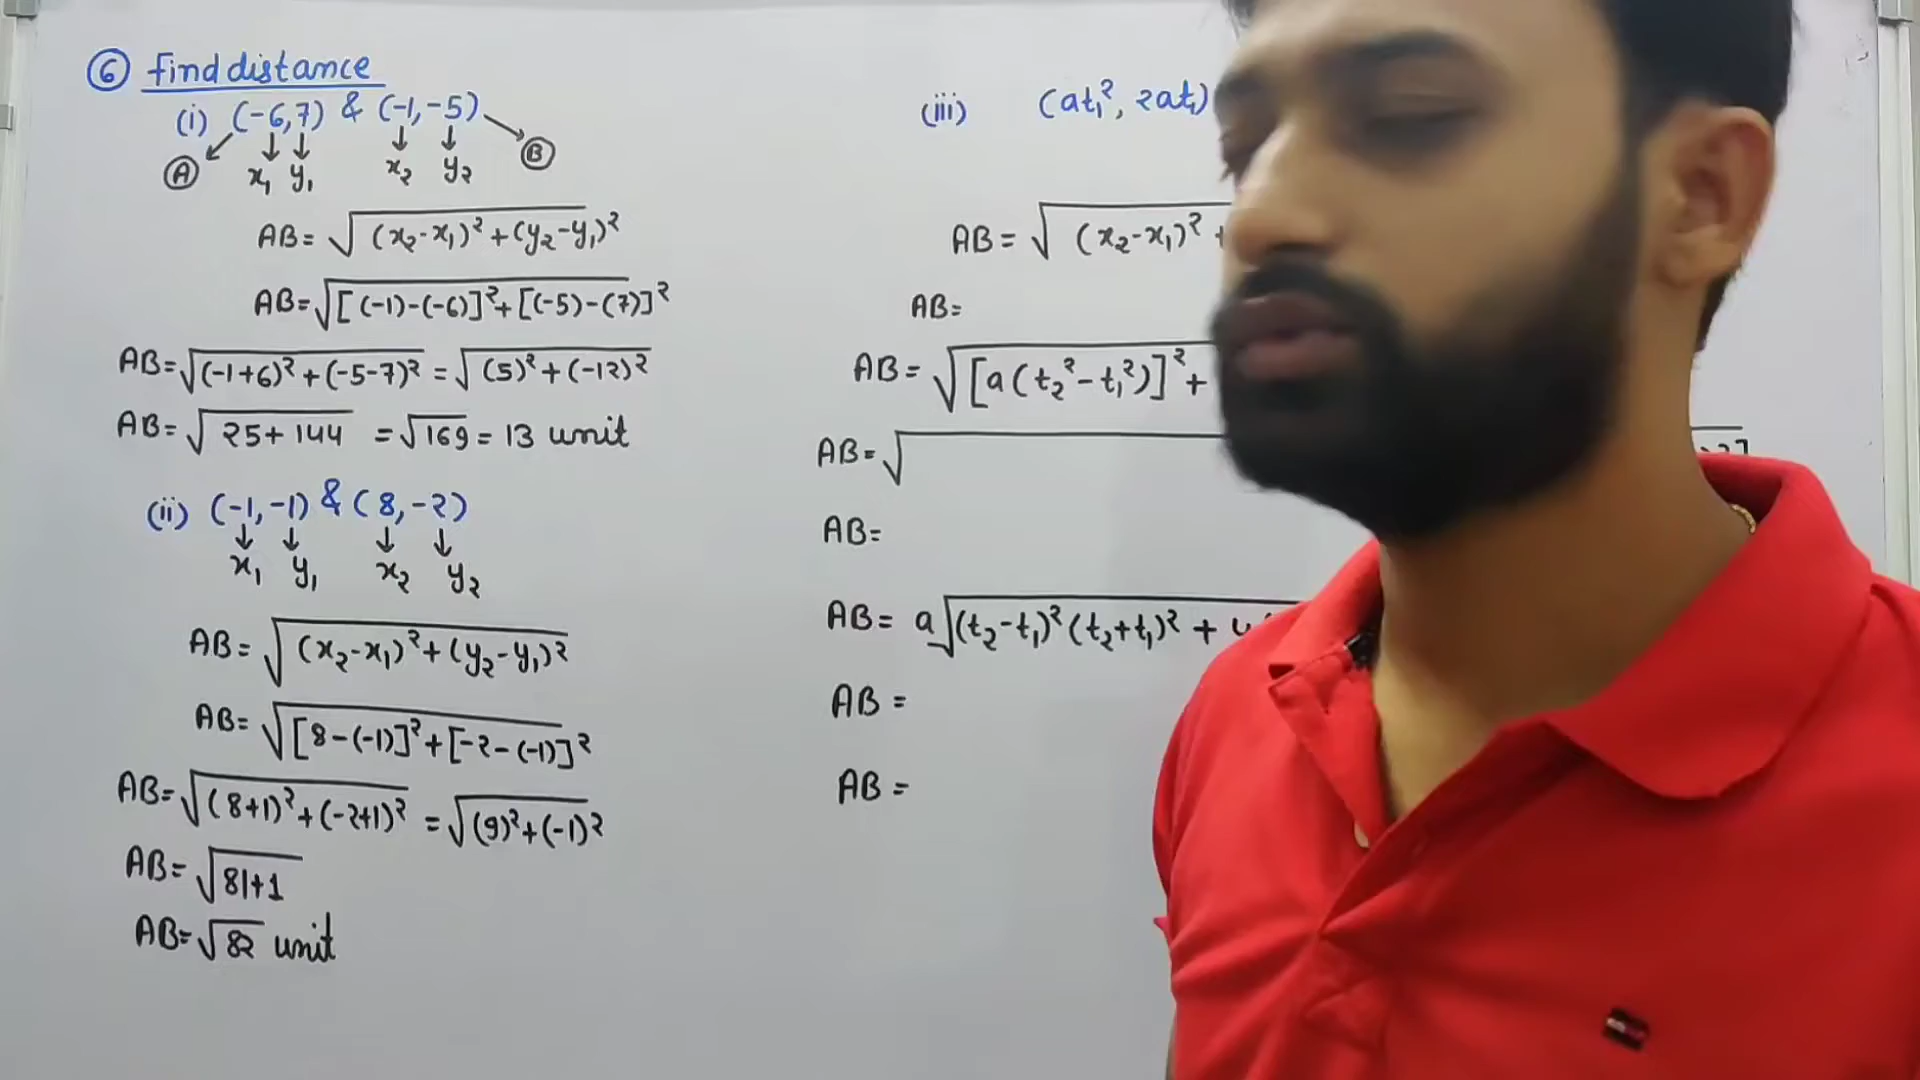 ⑥ Find distance
(i) (-6,7) & (-1,-5)
Ⓐ x₁ y₁ x₂ y₂ Ⓑ
AB = √(x₂-x₁)²+(y₂-y₁)²
AB=√[(-1)-(-6)]²+[(-5)-(7)]²
AB=√(-1+6)²+(-5-7)² = √(5)²+(-12)²
AB=√25+144 =√169 = 13 unit
(ii) (-1,-1) & (8,-2)
x₁ y₁ x₂ y₂
AB= √(x₂-x₁)²+(y₂-y₁)²
AB= √[8-(-1)]²+[-2-(-1)]²
AB=√(8+1)²+(-2+1)² = √(9)²+(-1)²
AB= √81+1
AB=√82 unit
(iii) (at₁², 2at₁)
AB = √(x₂-x₁)² +
AB=
AB= √[a(t₂²-t₁²)]²+
AB=√
AB=
AB= a√(t₂-t₁)²(t₂+t₁)² +
AB =
AB =